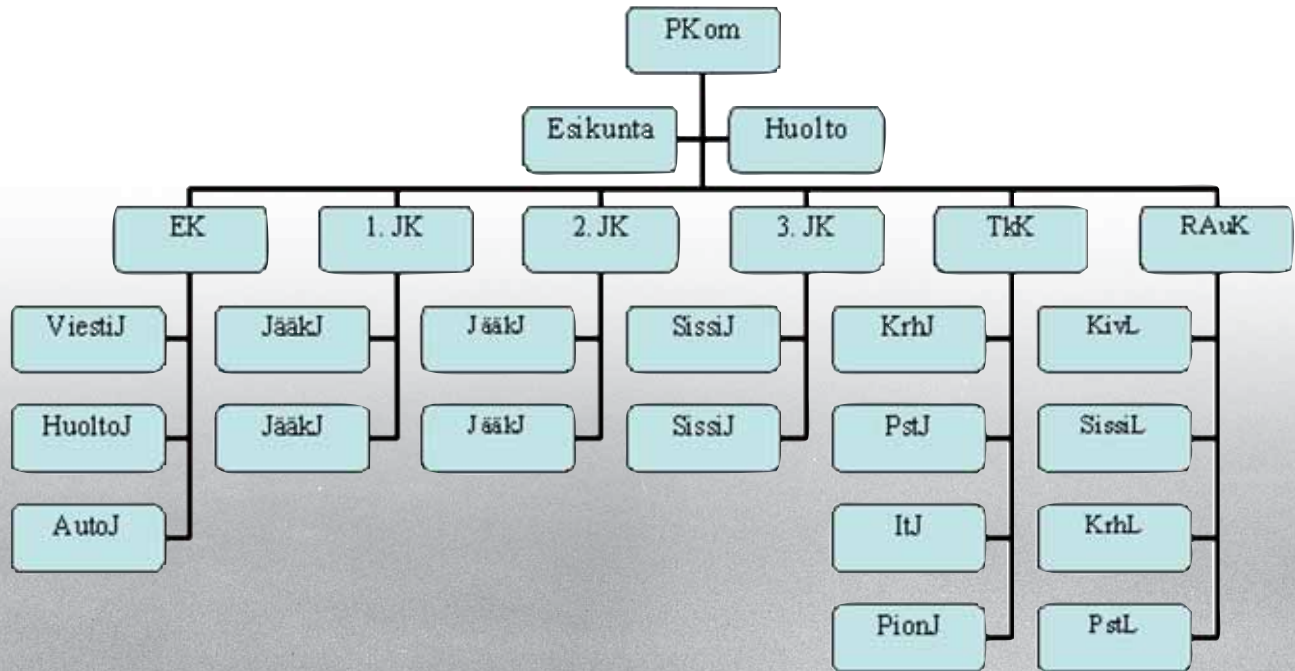 PKom
Esikunta
Huolto
EK
1. JK
2. JK
3. JK
TkK
RAuK
ViestiJ
JääkJ
JääkJ
SissiJ
KrhJ
KivL
HuoltoJ
JääkJ
JääkJ
SissiJ
PstJ
SissiL
AutoJ
ItJ
KrhL
PionJ
PstL